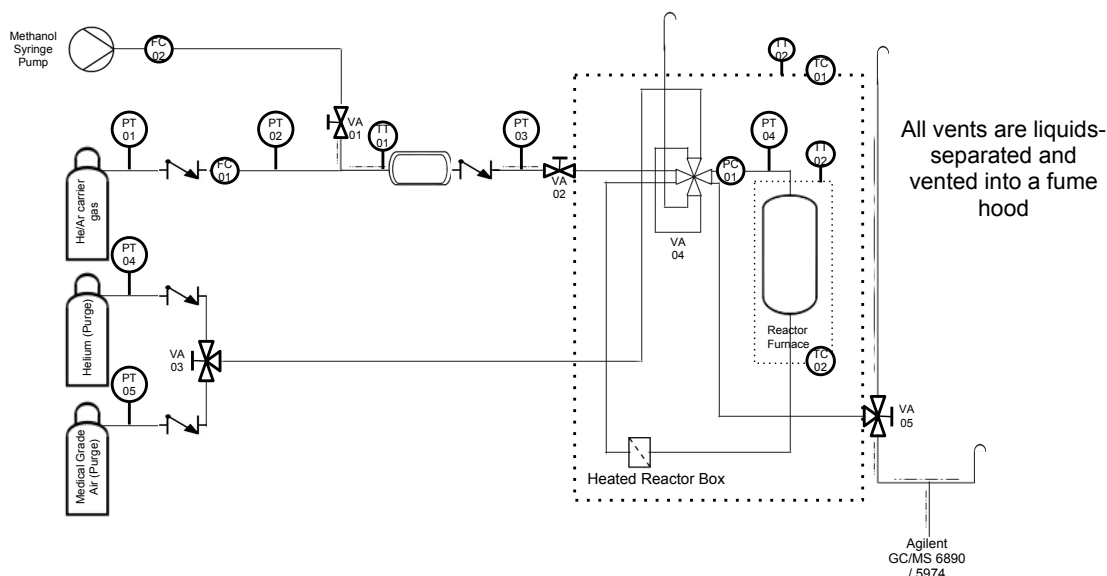 Methanol
Syringe
Pump
FC
02
VA
01
TT
02
TC
01
PT
01
PT
02
TT
01
PT
03
PT
04
All vents are liquids-
separated and
vented into a fume
hood
FC
01
VA
02
PC
01
TT
02
He/Ar carrier
gas
VA
04
PT
04
Helium (Purge)
VA
03
Reactor
Furnace
TC
02
PT
05
Medical Grade
Air (Purge)
VA
05
Heated Reactor Box
Agilent
GC/MS 6890
/ 5974